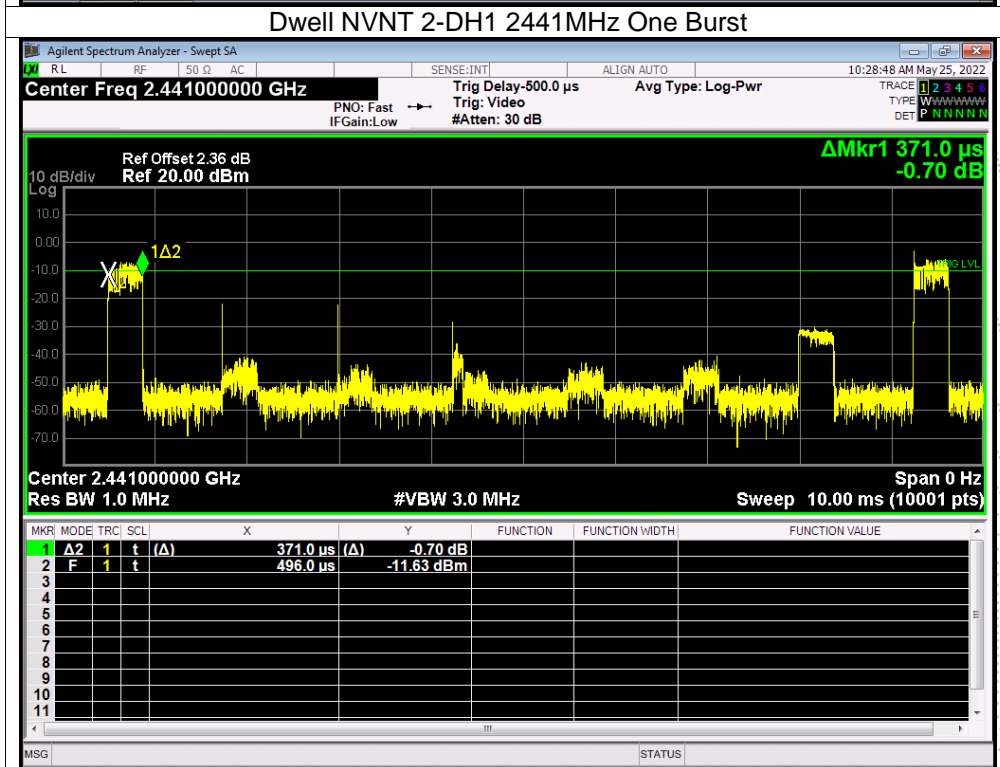 Dwell NVNT 2-DH1 2441MHz One Burst
Agilent Spectrum Analyzer - Swept SA
LXI RL RF 50 Ω AC SENSE:INT ALIGN AUTO 10:28:48 AM May 25, 2022
Center Freq 2.441000000 GHz
PNO: Fast
IFGain:Low
Trig Delay-500.0 µs
Trig: Video
#Atten: 30 dB
Avg Type: Log-Pwr
TRACE 1 2 3 4 5 6
TYPE WWWWWWW
DET P N N N N N
ΔMkr1 371.0 µs
-0.70 dB
Ref Offset 2.36 dB
10 dB/div Ref 20.00 dBm
Log
10.0
0.00
-10.0
-20.0
-30.0
-40.0
-50.0
-60.0
-70.0
1Δ2
TRIG LVL
Center 2.441000000 GHz Span 0 Hz
Res BW 1.0 MHz #VBW 3.0 MHz Sweep 10.00 ms (10001 pts)
MKR MODE TRC SCL X Y FUNCTION FUNCTION WIDTH FUNCTION VALUE
1 Δ2 1 t (Δ) 371.0 µs (Δ) -0.70 dB
2 F 1 t 496.0 µs -11.63 dBm
3
4
5
6
7
8
9
10
11
MSG STATUS